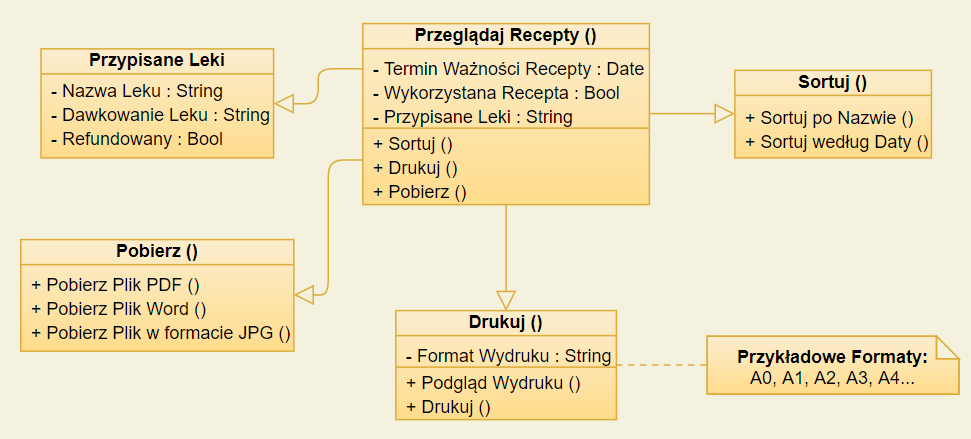 Przeglądaj Recepty ()
- Termin Ważności Recepty : Date
- Wykorzystana Recepta : Bool
- Przypisane Leki : String
+ Sortuj ()
+ Drukuj ()
+ Pobierz ()
Przypisane Leki
- Nazwa Leku : String
- Dawkowanie Leku : String
- Refundowany : Bool
Sortuj ()
+ Sortuj po Nazwie ()
+ Sortuj według Daty ()
Pobierz ()
+ Pobierz Plik PDF ()
+ Pobierz Plik Word ()
+ Pobierz Plik w formacie JPG ()
Drukuj ()
- Format Wydruku : String
+ Podgląd Wydruku ()
+ Drukuj ()
Przykładowe Formaty:
A0, A1, A2, A3, A4...